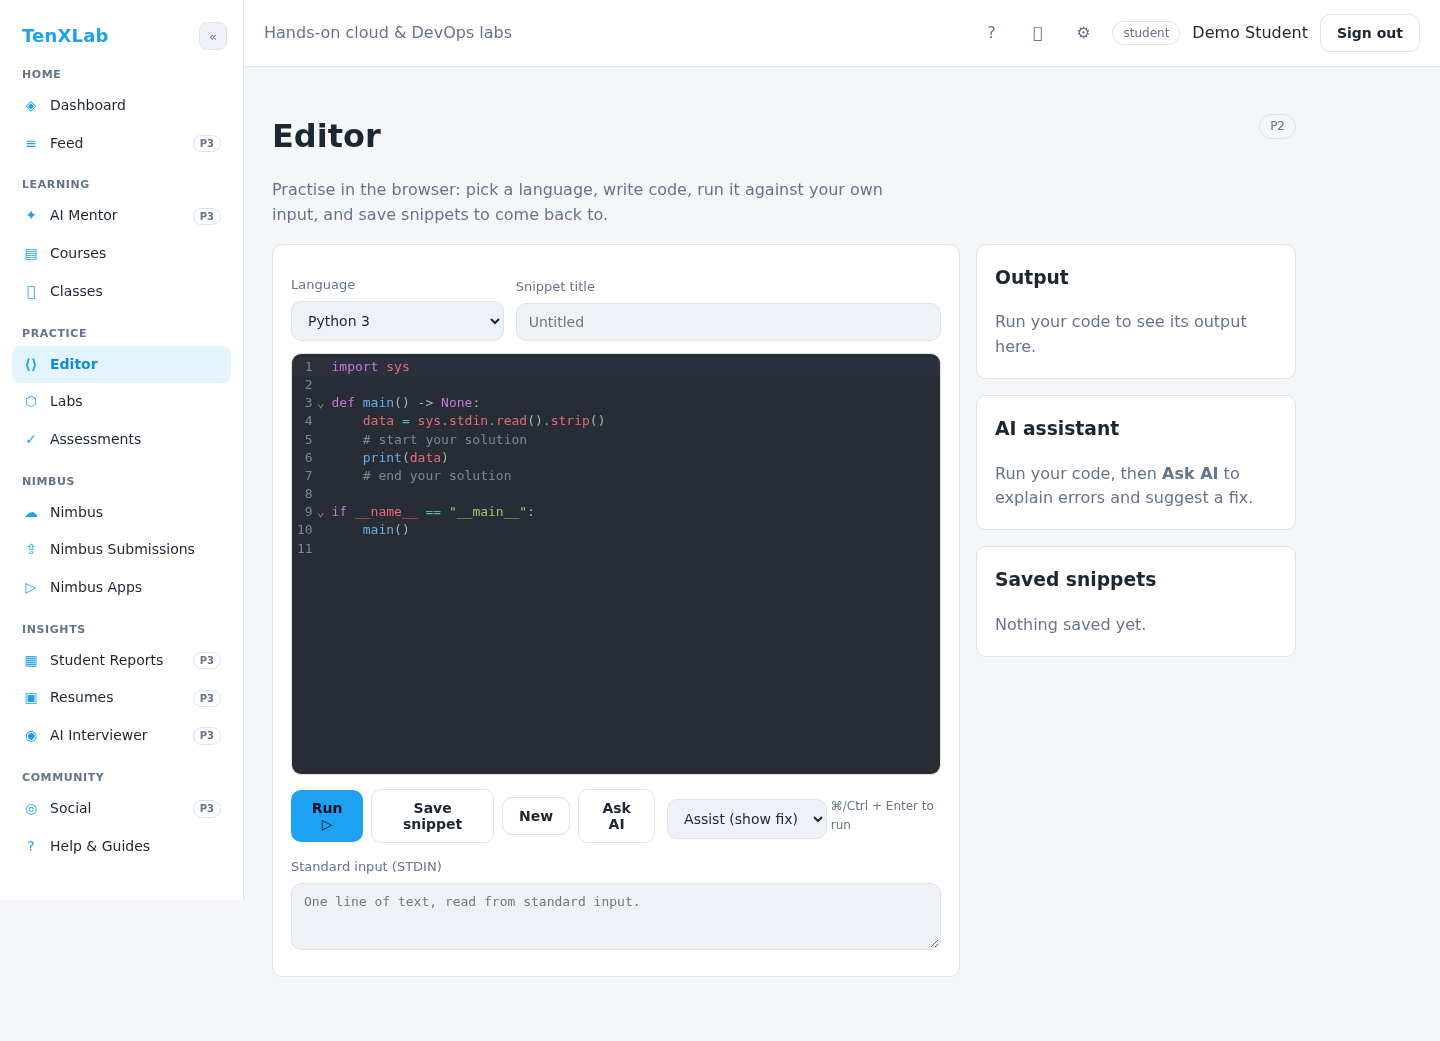 TenXLab
«
HOME
Dashboard
Feed P3
LEARNING
AI Mentor P3
Courses
Classes
PRACTICE
Editor
Labs
Assessments
NIMBUS
Nimbus
Nimbus Submissions
Nimbus Apps
INSIGHTS
Student Reports P3
Resumes P3
AI Interviewer P3
COMMUNITY
Social P3
? Help & Guides
Hands-on cloud & DevOps labs
?
student
Demo Student
Sign out
Editor
P2
Practise in the browser: pick a language, write code, run it against your own
input, and save snippets to come back to.
Language
Python 3
Snippet title
Untitled
1 import sys
2
3 def main() -> None:
4     data = sys.stdin.read().strip()
5     # start your solution
6     print(data)
7     # end your solution
8
9 if __name__ == "__main__":
10     main()
11
Run ▷
Save snippet
New
Ask AI
Assist (show fix)
⌘/Ctrl + Enter to run
Standard input (STDIN)
One line of text, read from standard input.
Output
Run your code to see its output
here.
AI assistant
Run your code, then Ask AI to
explain errors and suggest a fix.
Saved snippets
Nothing saved yet.